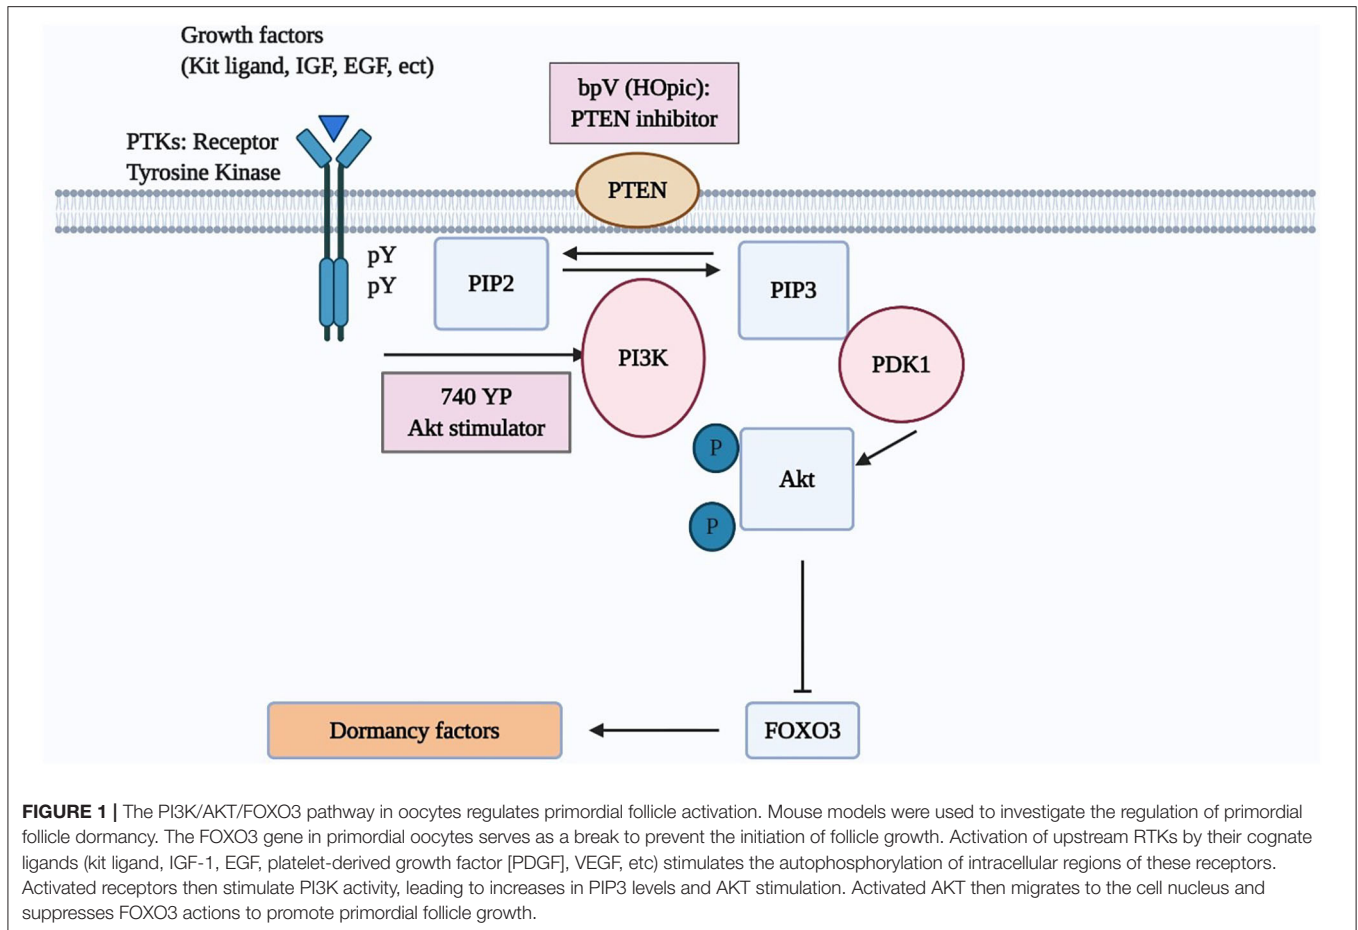 Growth factors
(Kit ligand, IGF, EGF, ect)
bpV (HOpic):
PTEN inhibitor
PTKs: Receptor
Tyrosine Kinase
PTEN
pY
pY
PIP2
PIP3
PI3K
PDK1
740 YP
Akt stimulator
P
Akt
P
Dormancy factors
FOXO3
FIGURE 1 | The PI3K/AKT/FOXO3 pathway in oocytes regulates primordial follicle activation. Mouse models were used to investigate the regulation of primordial
follicle dormancy. The FOXO3 gene in primordial oocytes serves as a break to prevent the initiation of follicle growth. Activation of upstream RTKs by their cognate
ligands (kit ligand, IGF-1, EGF, platelet-derived growth factor [PDGF], VEGF, etc) stimulates the autophosphorylation of intracellular regions of these receptors.
Activated receptors then stimulate PI3K activity, leading to increases in PIP3 levels and AKT stimulation. Activated AKT then migrates to the cell nucleus and
suppresses FOXO3 actions to promote primordial follicle growth.